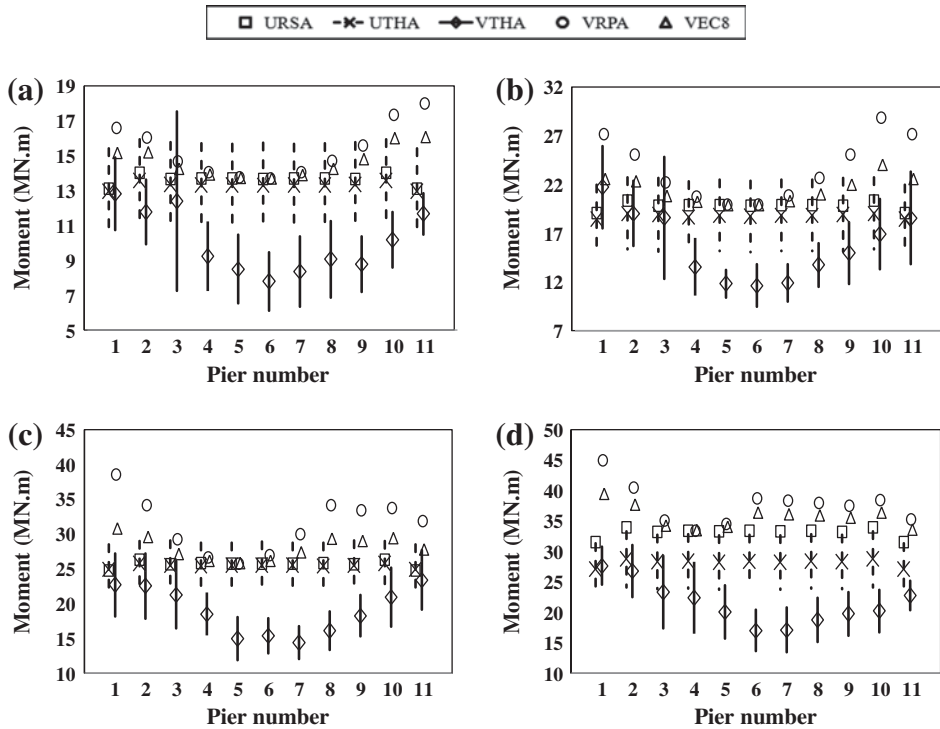 URSA UTHA VTHA VRPA VEC8
(a)
Moment (MN.m)
19
17
15
13
11
9
7
5
1 2 3 4 5 6 7 8 9 10 11
Pier number
(b)
Moment (MN.m)
32
27
22
17
12
7
1 2 3 4 5 6 7 8 9 10 11
Pier number
(c)
Moment (MN.m)
45
40
35
30
25
20
15
10
1 2 3 4 5 6 7 8 9 10 11
Pier number
(d)
Moment (MN.m)
50
45
40
35
30
25
20
15
10
1 2 3 4 5 6 7 8 9 10 11
Pier number